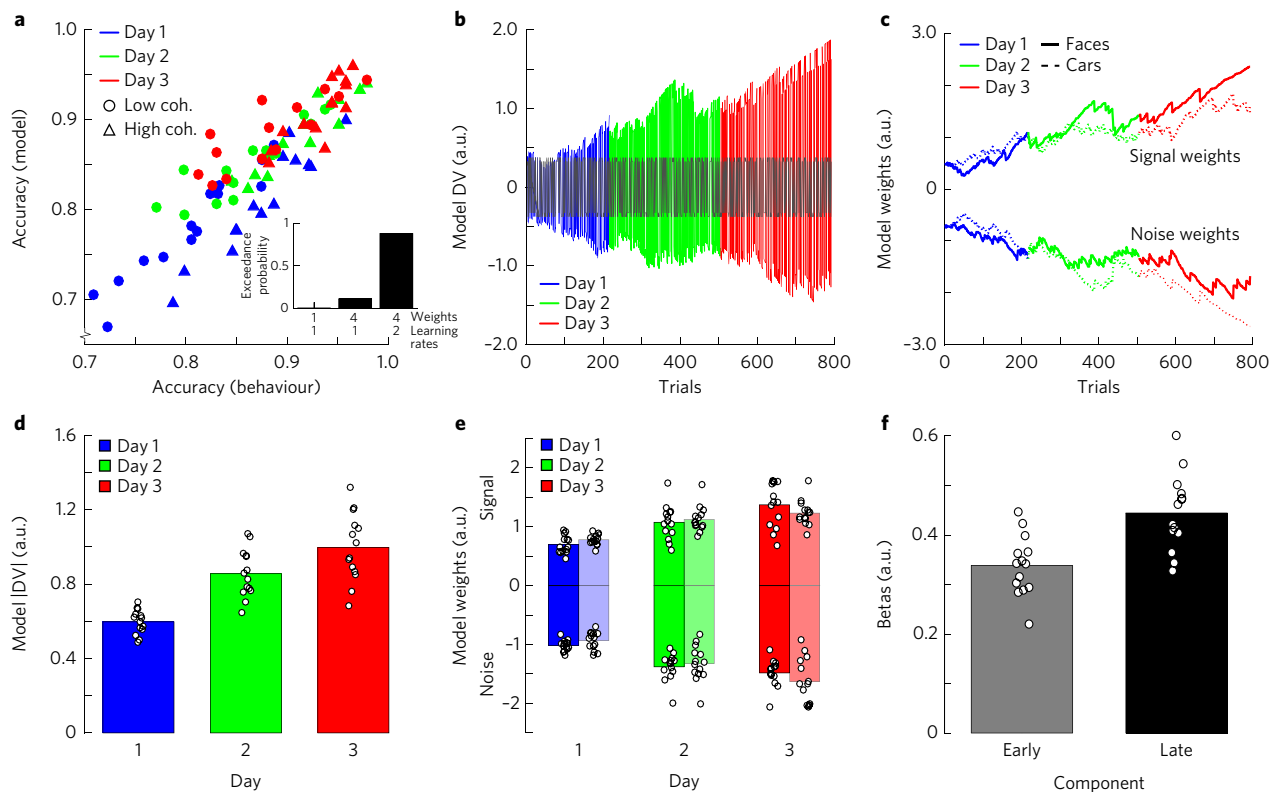 a
1.0
0.9
0.8
0.7
Accuracy (model)
Day 1
Day 2
Day 3
Low coh.
High coh.
0.7
0.8
0.9
1.0
Accuracy (behaviour)
1
0.5
0
Exceedance
probability
1 4 4 Weights
1 1 2 Learning
rates
b
2.0
1.0
0
−1.0
−2.0
Model DV (a.u.)
Day 1
Day 2
Day 3
0 200 400 600 800
Trials
c
3.0
0
−3.0
Model weights (a.u.)
Day 1 Faces
Day 2 Cars
Day 3
Signal weights
Noise weights
0 200 400 600 800
Trials
d
1.6
1.2
0.8
0.4
0
Model |DV| (a.u.)
Day 1
Day 2
Day 3
1 2 3
Day
e
2
1
0
−1
−2
Model weights (a.u.)
Signal
Noise
Day 1
Day 2
Day 3
1 2 3
Day
f
0.6
0.4
0.2
0
Betas (a.u.)
Early Late
Component